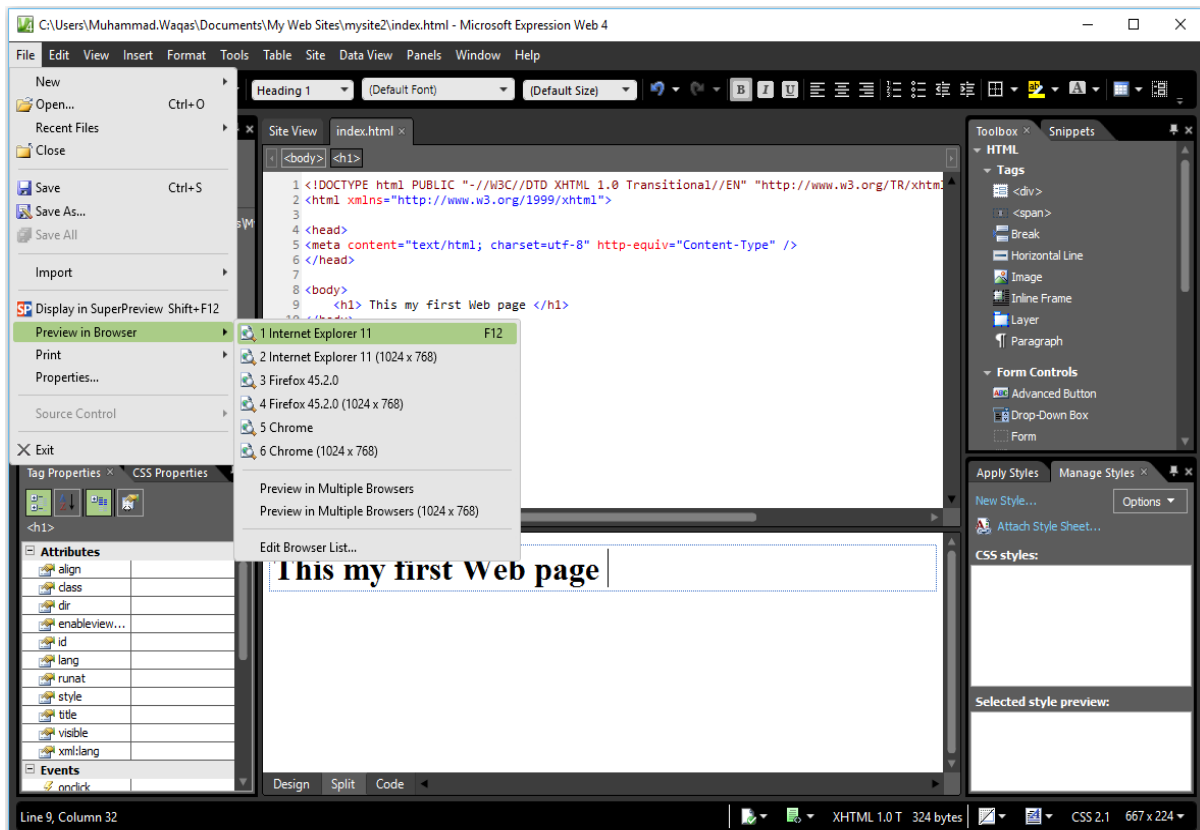 C:\Users\Muhammad.Waqas\Documents\My Web Sites\mysite2\index.html - Microsoft Expression Web 4
File Edit View Insert Format Tools Table Site Data View Panels Window Help
New
Open... Ctrl+O
Recent Files
Close
Save Ctrl+S
Save As...
Save All
Import
Display in SuperPreview Shift+F12
Preview in Browser
Print
Properties...
Source Control
Exit
1 Internet Explorer 11 F12
2 Internet Explorer 11 (1024 x 768)
3 Firefox 45.2.0
4 Firefox 45.2.0 (1024 x 768)
5 Chrome
6 Chrome (1024 x 768)
Preview in Multiple Browsers
Preview in Multiple Browsers (1024 x 768)
Edit Browser List...
Heading 1 (Default Font) (Default Size) B I U
Site View index.html
<body> <h1>
1 <!DOCTYPE html PUBLIC "-//W3C//DTD XHTML 1.0 Transitional//EN" "http://www.w3.org/TR/xhtml
2 <html xmlns="http://www.w3.org/1999/xhtml">
3
4 <head>
5 <meta content="text/html; charset=utf-8" http-equiv="Content-Type" />
6 </head>
7
8 <body>
9 <h1> This my first Web page </h1>
This my first Web page
Design Split Code
Toolbox Snippets
HTML
Tags
<div>
<span>
Break
Horizontal Line
Image
Inline Frame
Layer
Paragraph
Form Controls
Advanced Button
Drop-Down Box
Form
Apply Styles Manage Styles
New Style... Options
Attach Style Sheet...
CSS styles:
Selected style preview:
Tag Properties CSS Properties
<h1>
Attributes
align
class
dir
enableview...
id
lang
runat
style
title
visible
xml:lang
Events
onclick
Line 9, Column 32 XHTML 1.0 T 324 bytes CSS 2.1 667 x 224